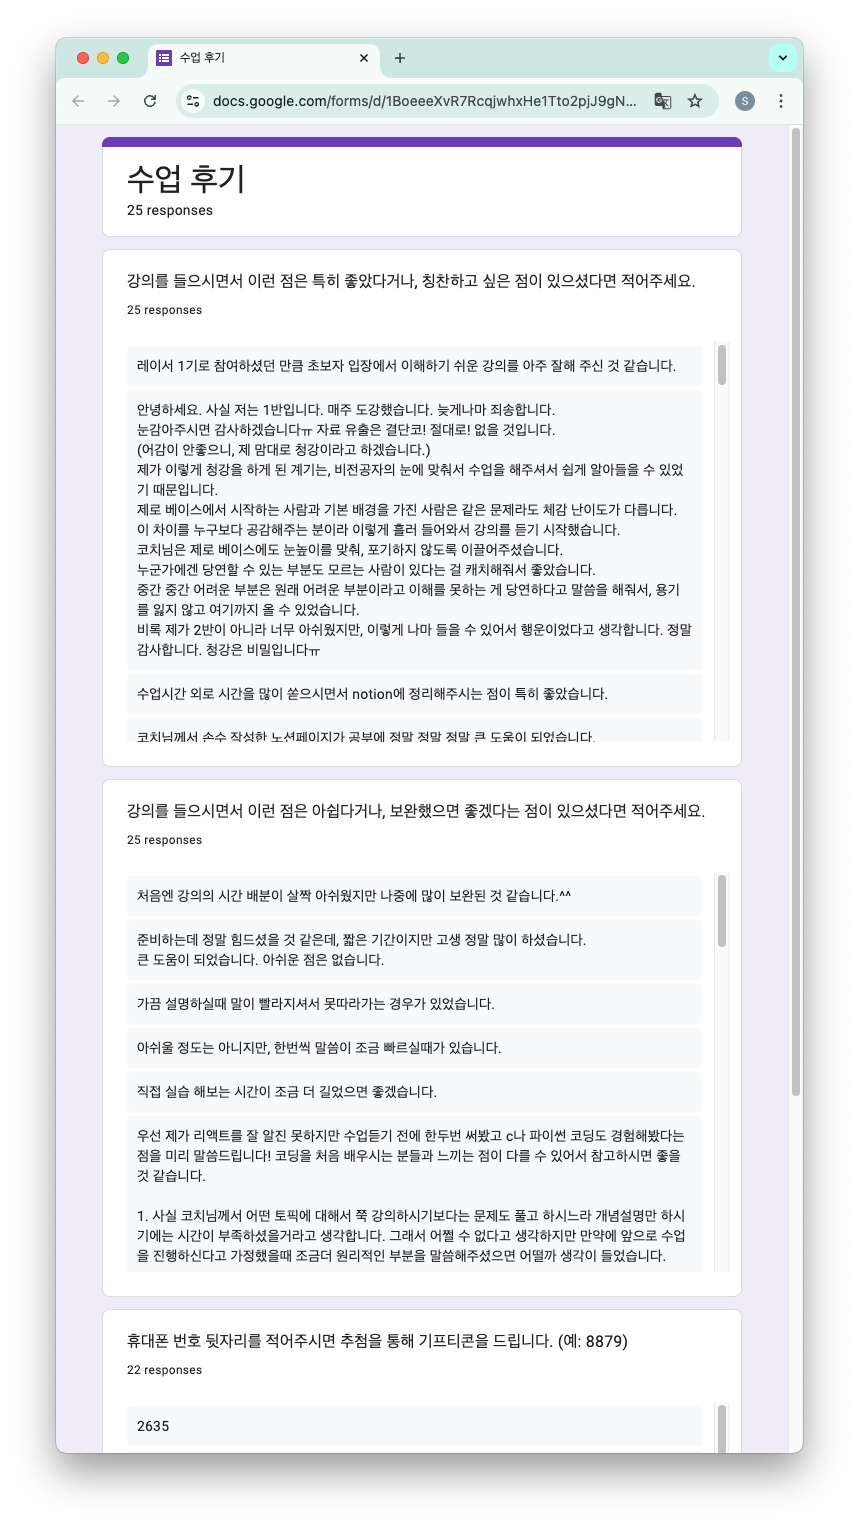 수업 후기
docs.google.com/forms/d/1BoeeeXvR7RcqjwhxHe1Tto2pjJ9gN...
S
수업 후기
25 responses
강의를 들으시면서 이런 점은 특히 좋았다거나, 칭찬하고 싶은 점이 있으셨다면 적어주세요.
25 responses
레이서 1기로 참여하셨던 만큼 초보자 입장에서 이해하기 쉬운 강의를 아주 잘해 주신 것 같습니다.
안녕하세요. 사실 저는 1반입니다. 매주 도강했습니다. 늦게나마 죄송합니다.
눈감아주시면 감사하겠습니다ㅠ 자료 유출은 결단코! 절대로! 없을 것입니다.
(어감이 안좋으니, 제 맘대로 청강이라고 하겠습니다.)
제가 이렇게 청강을 하게 된 계기는, 비전공자의 눈에 맞춰서 수업을 해주셔서 쉽게 알아들을 수 있었
기 때문입니다.
제로 베이스에서 시작하는 사람과 기본 배경을 가진 사람은 같은 문제라도 체감 난이도가 다릅니다.
이 차이를 누구보다 공감해주는 분이라 이렇게 흘러 들어와서 강의를 듣기 시작했습니다.
코치님은 제로 베이스에도 눈높이를 맞춰, 포기하지 않도록 이끌어주셨습니다.
누군가에겐 당연할 수 있는 부분도 모르는 사람이 있다는 걸 캐치해줘서 좋았습니다.
중간 중간 어려운 부분은 원래 어려운 부분이라고 이해를 못하는 게 당연하다고 말씀을 해줘서, 용기
를 잃지 않고 여기까지 올 수 있었습니다.
비록 제가 2반이 아니라 너무 아쉬웠지만, 이렇게 나마 들을 수 있어서 행운이었다고 생각합니다. 정말
감사합니다. 청강은 비밀입니다ㅠ
수업시간 외로 시간을 많이 쏟으시면서 notion에 정리해주시는 점이 특히 좋았습니다.
코치님께서 손수 작성한 노션페이지가 공부에 정말 정말 정말 큰 도움이 되었습니다.
강의를 들으시면서 이런 점은 아쉽다거나, 보완했으면 좋겠다는 점이 있으셨다면 적어주세요.
25 responses
처음엔 강의의 시간 배분이 살짝 아쉬웠지만 나중에 많이 보완된 것 같습니다.^^
준비하는데 정말 힘드셨을 것 같은데, 짧은 기간이지만 고생 정말 많이 하셨습니다.
큰 도움이 되었습니다. 아쉬운 점은 없습니다.
가끔 설명하실때 말이 빨라지셔서 못따라가는 경우가 있었습니다.
아쉬울 정도는 아니지만, 한번씩 말씀이 조금 빠르실때가 있습니다.
직접 실습 해보는 시간이 조금 더 길었으면 좋겠습니다.
우선 제가 리액트를 잘 알진 못하지만 수업듣기 전에 한두번 써봤고 c나 파이썬 코딩도 경험해봤다는
점을 미리 말씀드립니다! 코딩을 처음 배우시는 분들과 느끼는 점이 다를 수 있어서 참고하시면 좋을
것 같습니다.
1. 사실 코치님께서 어떤 토픽에 대해서 쭉 강의하시기보다는 문제도 풀고 하시느라 개념설명만 하시
기에는 시간이 부족하셨을거라고 생각합니다. 그래서 어쩔 수 없다고 생각하지만 만약에 앞으로 수업
을 진행하신다고 가정했을때 조금더 원리적인 부분을 말씀해주셨으면 어떨까 생각이 들었습니다.
휴대폰 번호 뒷자리를 적어주시면 추첨을 통해 기프티콘을 드립니다. (예: 8879)
22 responses
2635